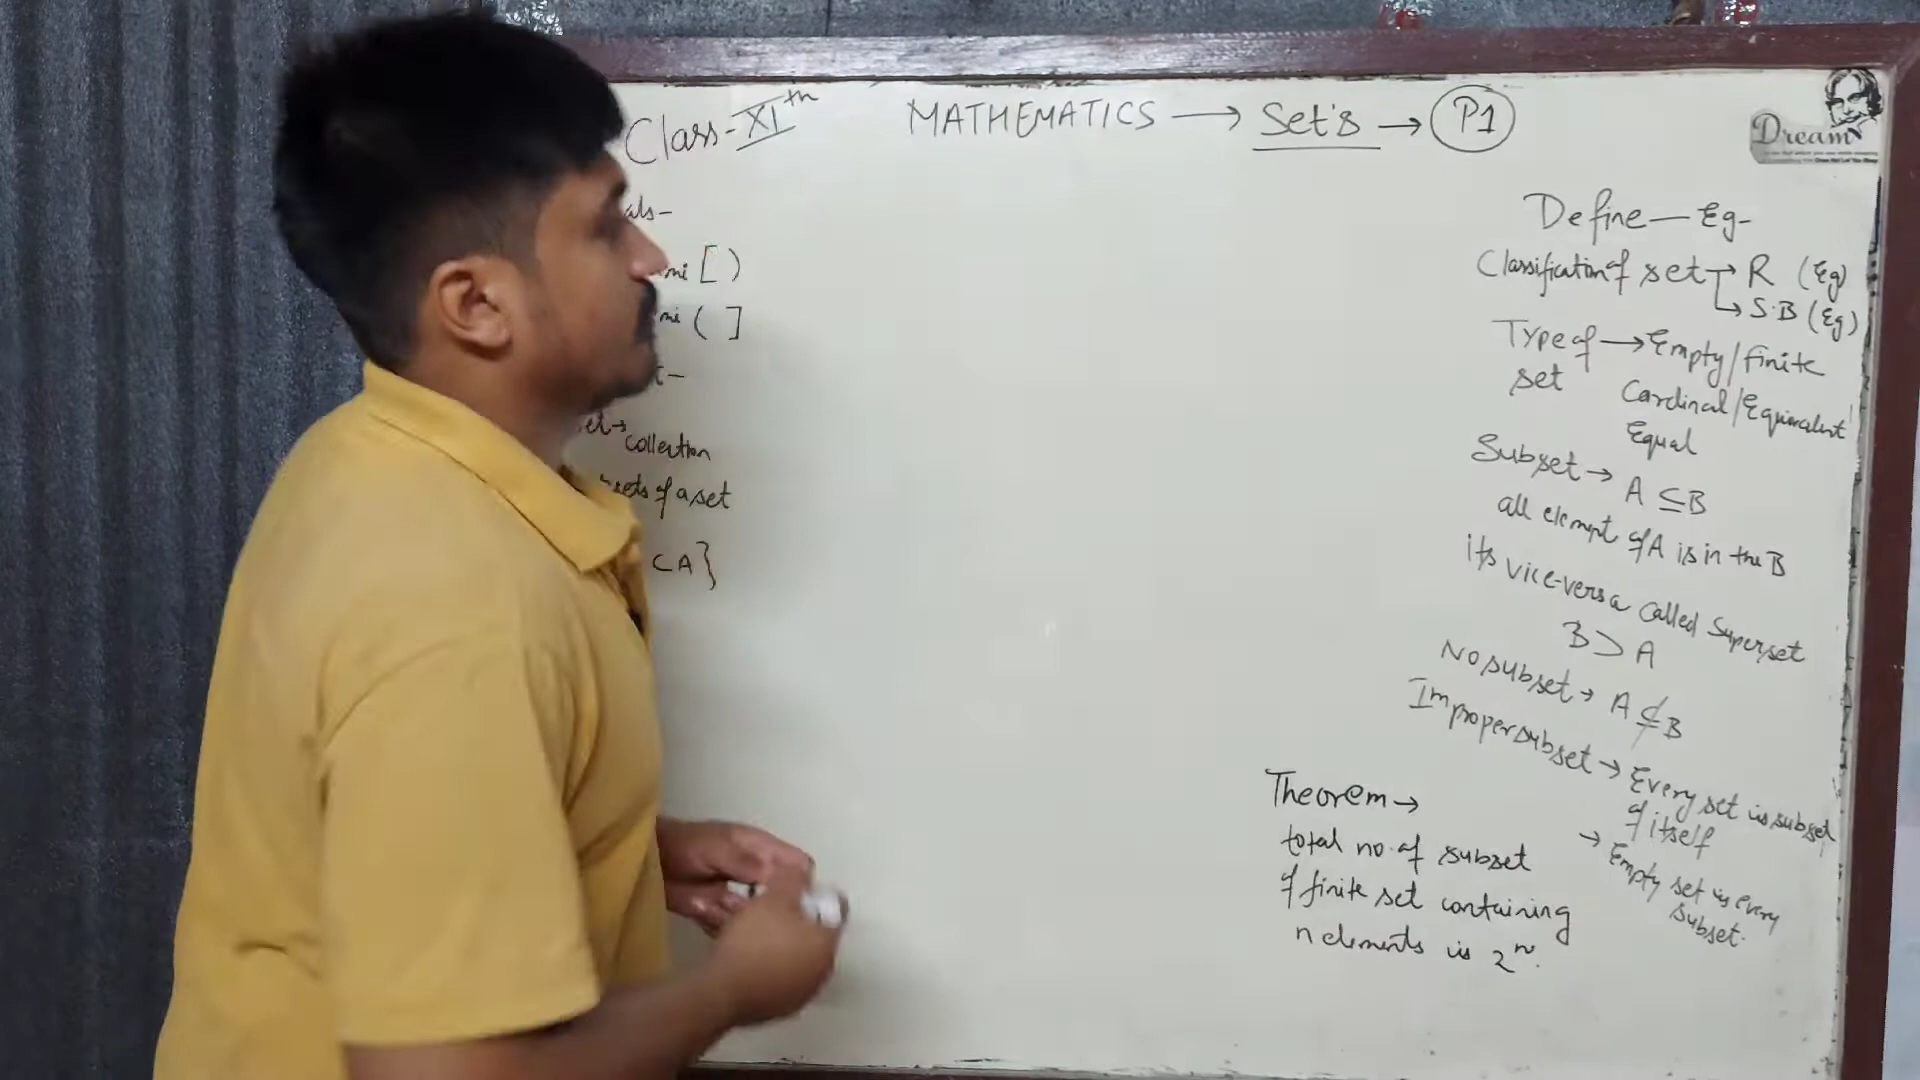 Class-XIth MATHEMATICS → Set's → P1
Dream
als-
mi [ )
mi ( ]
t-
et→ collection
sets of a set
⊂A}
Define — Eg-
Classification of set → R (Eg)
→ S.B (Eg)
Type of set → Empty/finite
Cardinal/Equivalent
Equal
Subset → A ⊆ B
all elemnt of A is in the B
its vice-versa called Superset
B ⊃ A
No subset → A ⊈ B
Improper subset → Every set is subset
of itself
→ Empty set is every
subset.
Theorem →
total no. of subset
of finite set containing
n elements is 2ⁿ.